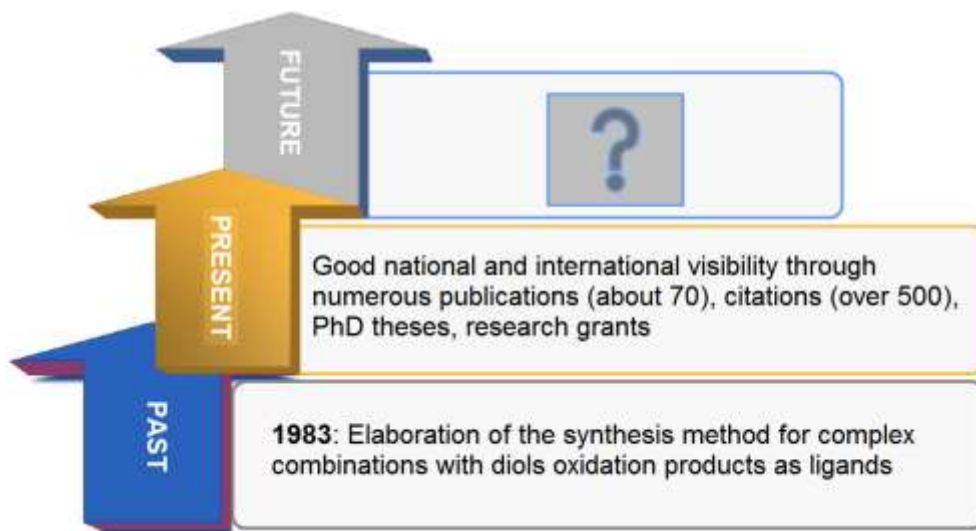 FUTURE
?
PRESENT
Good national and international visibility through
numerous publications (about 70), citations (over 500),
PhD theses, research grants
PAST
1983: Elaboration of the synthesis method for complex
combinations with diols oxidation products as ligands